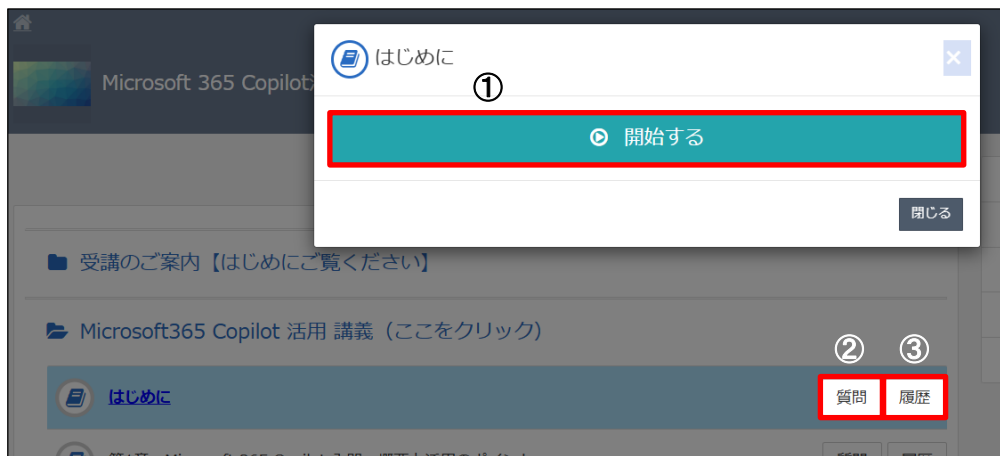 はじめに
×
Microsoft 365 Copilot
①
開始する
閉じる
受講のご案内【はじめにご覧ください】
Microsoft365 Copilot 活用 講義（ここをクリック）
② ③
はじめに
質問 履歴